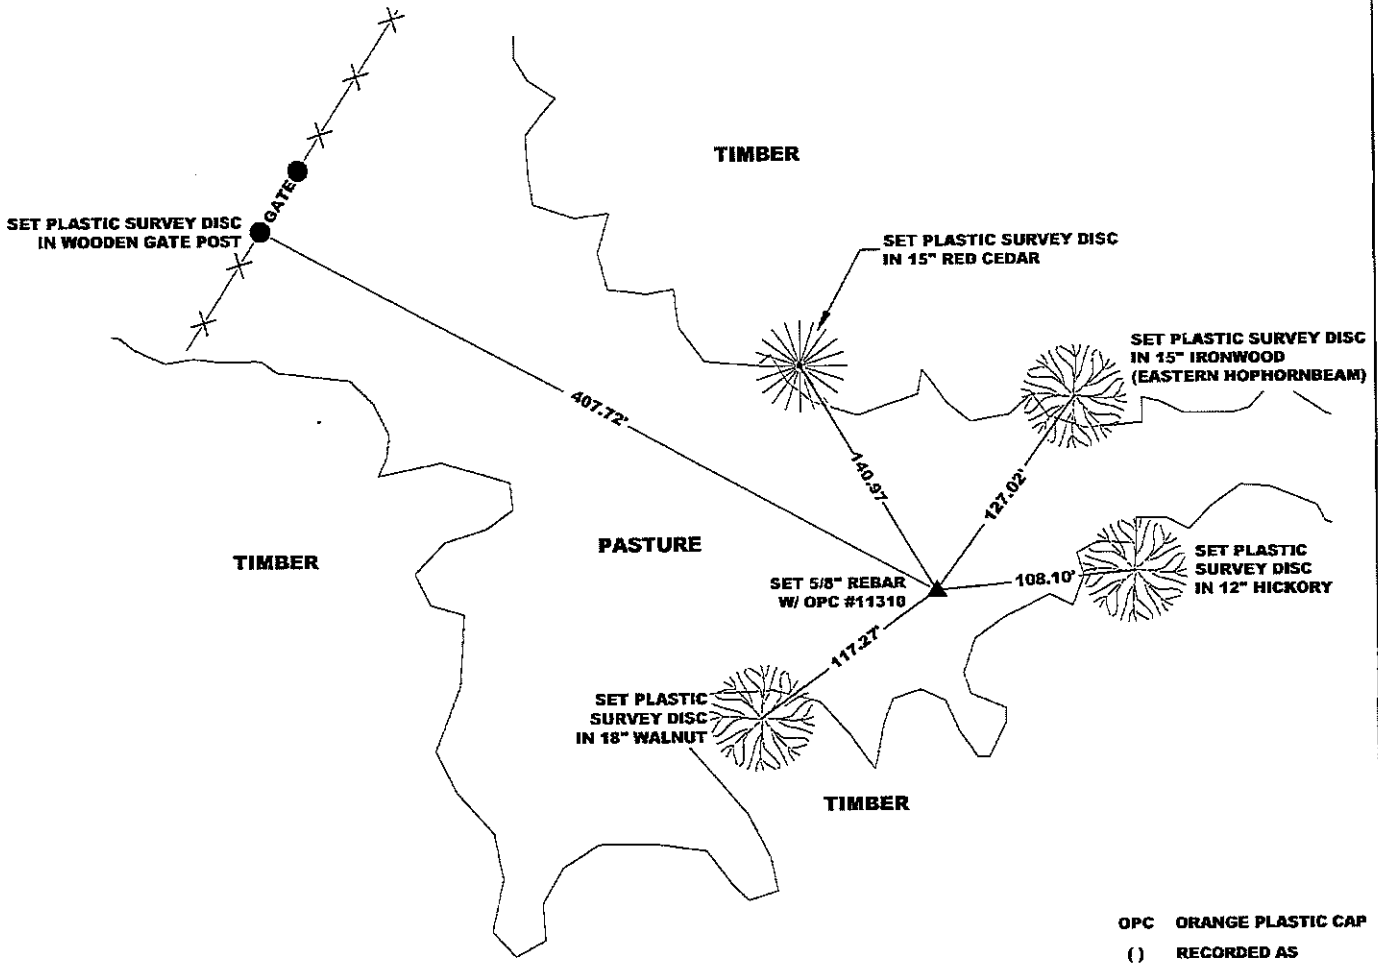 TIMBER
GATE
SET PLASTIC SURVEY DISC
IN WOODEN GATE POST
SET PLASTIC SURVEY DISC
IN 15" RED CEDAR
SET PLASTIC SURVEY DISC
IN 15" IRONWOOD
(EASTERN HOPHORNBEAM)
407.72'
140.97
127.02'
TIMBER
PASTURE
SET 5/8" REBAR
W/ OPC #11310
108.10'
SET PLASTIC
SURVEY DISC
IN 12" HICKORY
117.27'
SET PLASTIC
SURVEY DISC
IN 18" WALNUT
TIMBER
OPC ORANGE PLASTIC CAP
( ) RECORDED AS